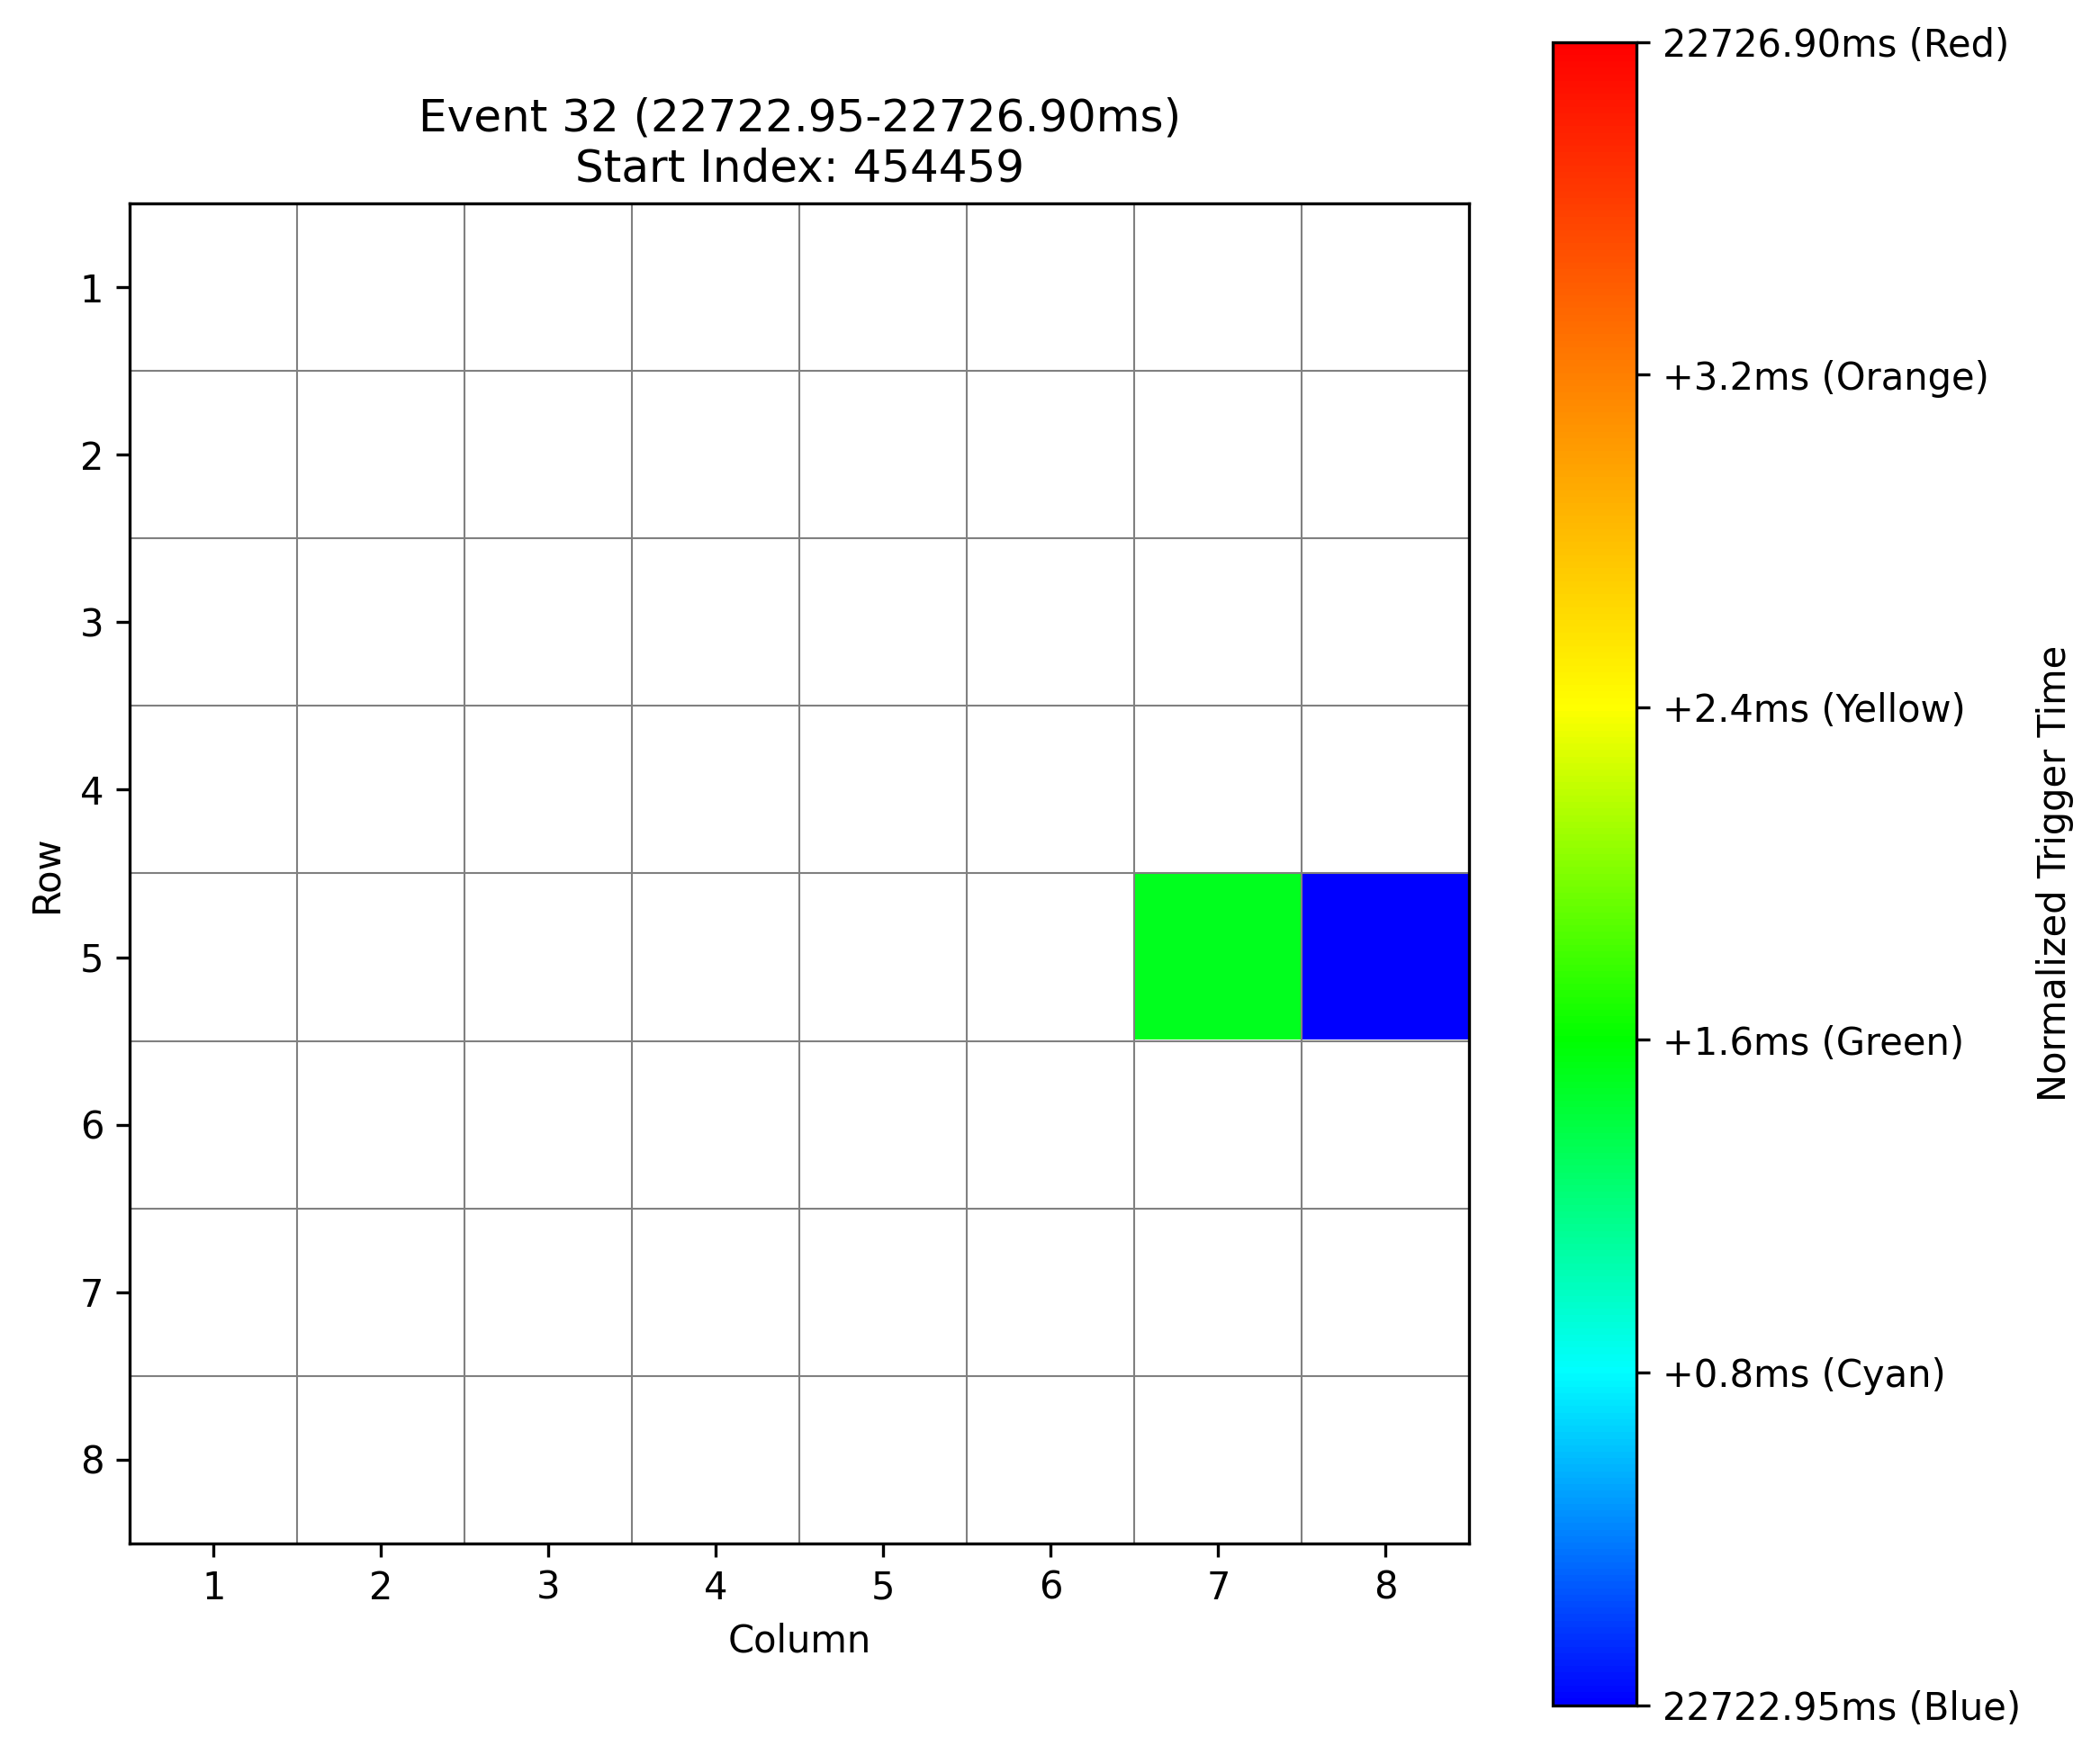 Event 32 (22722.95-22726.90ms)
Start Index: 454459
Row
1
2
3
4
5
6
7
8
1 2 3 4 5 6 7 8
Column
22726.90ms (Red)
+3.2ms (Orange)
+2.4ms (Yellow)
+1.6ms (Green)
+0.8ms (Cyan)
22722.95ms (Blue)
Normalized Trigger Time